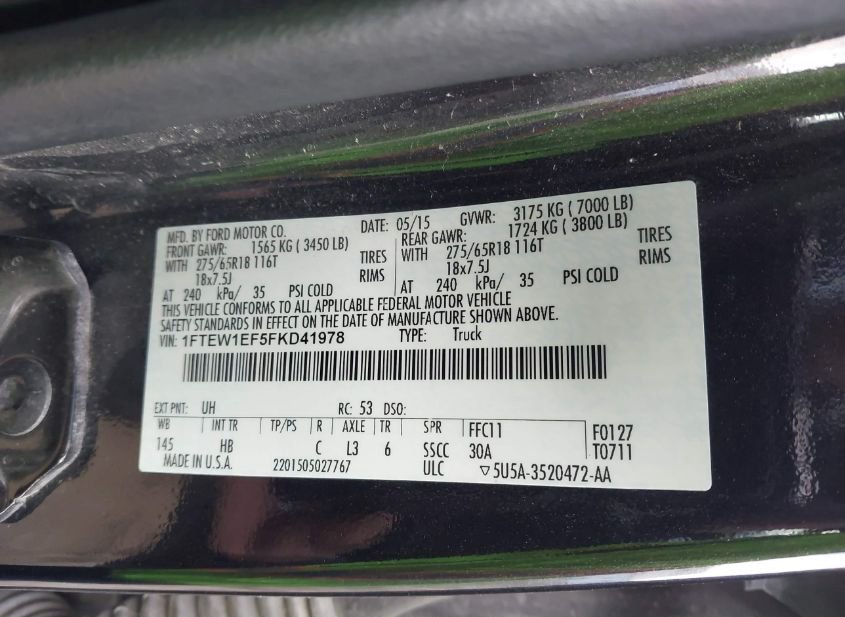 MFD. BY FORD MOTOR CO. DATE: 05/15 GVWR: 3175 KG ( 7000 LB)
FRONT GAWR: 1565 KG ( 3450 LB) REAR GAWR: 1724 KG ( 3800 LB)
WITH 275/65R18 116T TIRES 275/65R18 116T TIRES
18x7.5J RIMS 18x7.5J RIMS
AT 240 kPa/ 35 PSI COLD AT 240 kPa/ 35 PSI COLD
THIS VEHICLE CONFORMS TO ALL APPLICABLE FEDERAL MOTOR VEHICLE
SAFETY STANDARDS IN EFFECT ON THE DATE OF MANUFACTURE SHOWN ABOVE.
VIN: 1FTEW1EF5FKD41978 TYPE: Truck
EXT PNT: UH RC: 53 DSO:
WB INT TR TP/PS R AXLE TR SPR FFC11 F0127
145 HB C L3 6 SSCC 30A T0711
MADE IN U.S.A. 2201505027767 ULC ▽5U5A-3520472-AA